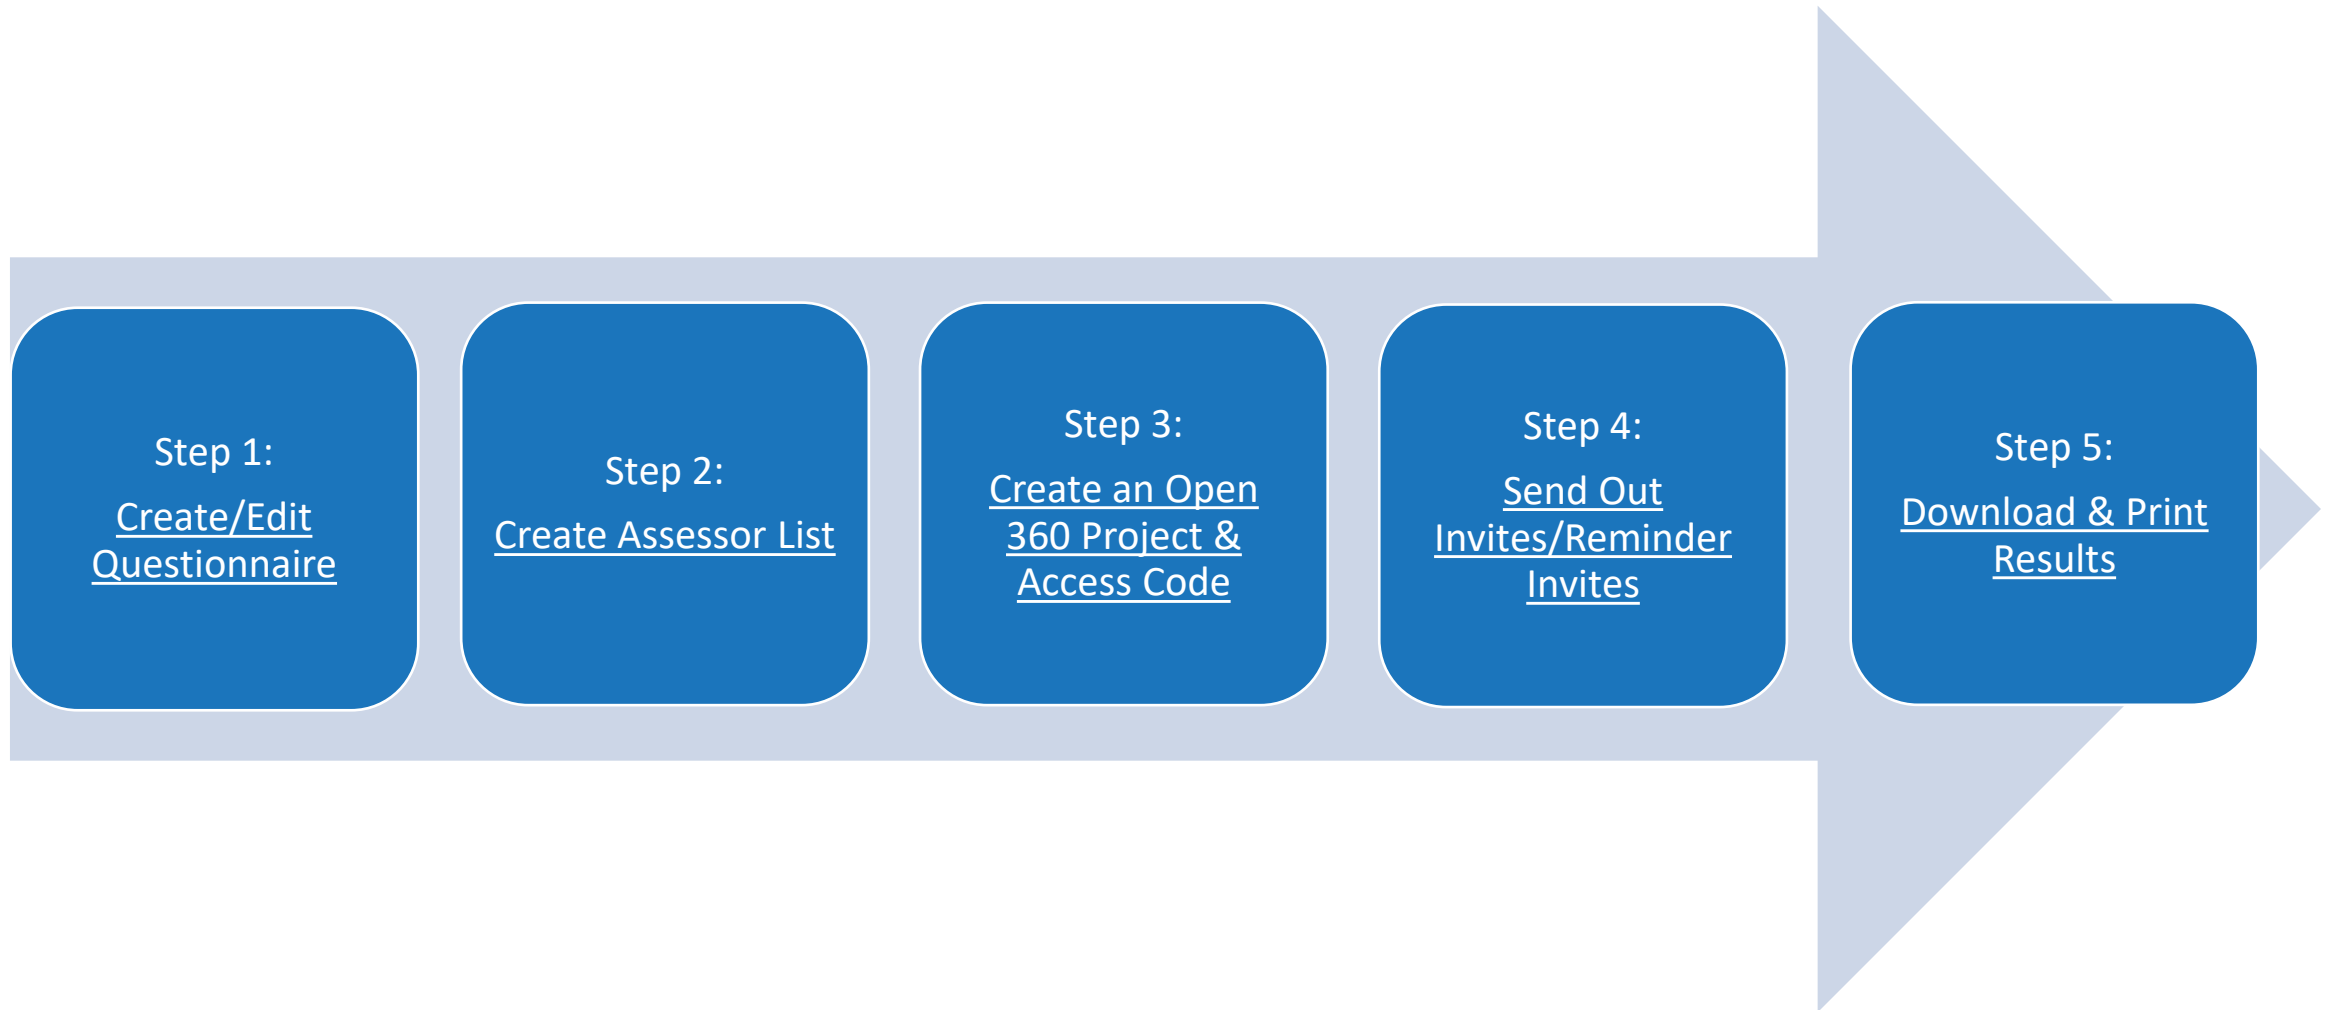 Step 1:
Create/Edit
Questionnaire
Step 2:
Create Assessor List
Step 3:
Create an Open
360 Project &
Access Code
Step 4:
Send Out
Invites/Reminder
Invites
Step 5:
Download & Print
Results